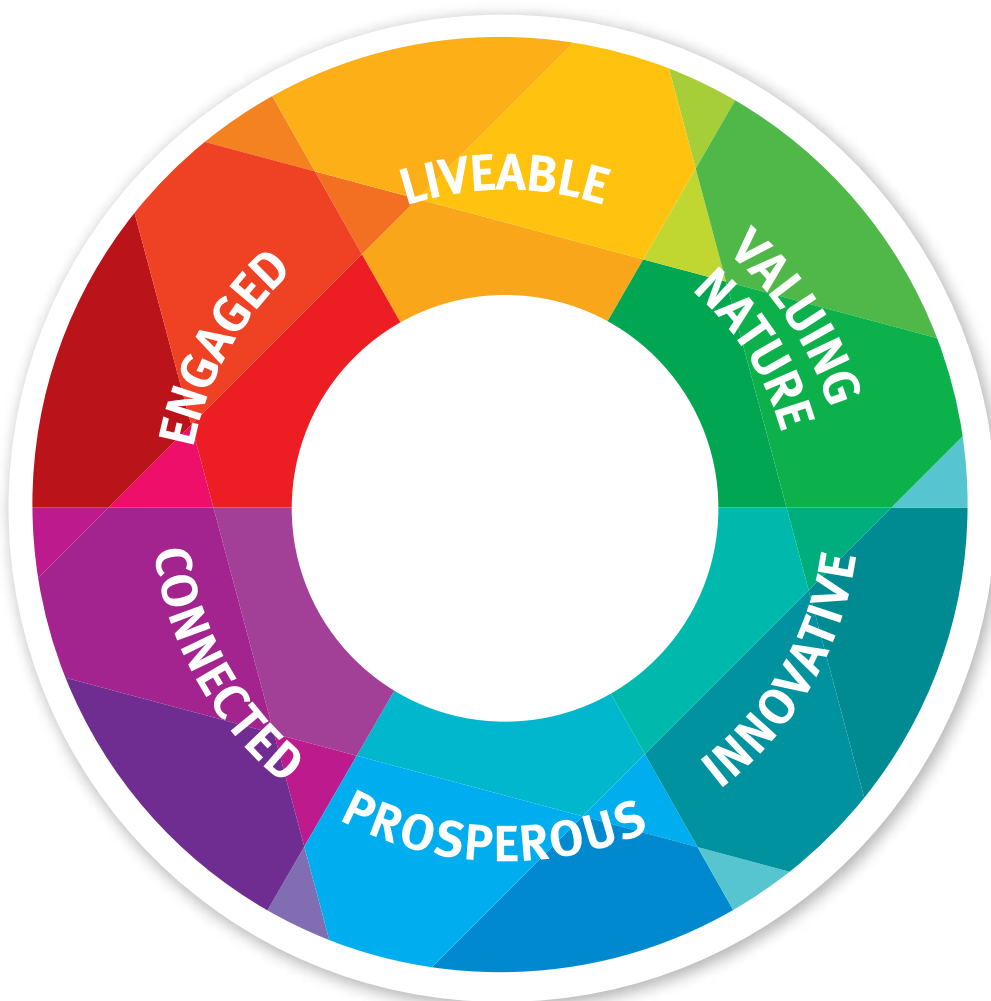 LIVEABLE
VALUING
NATURE
INNOVATIVE
PROSPEROUS
CONNECTED
ENGAGED